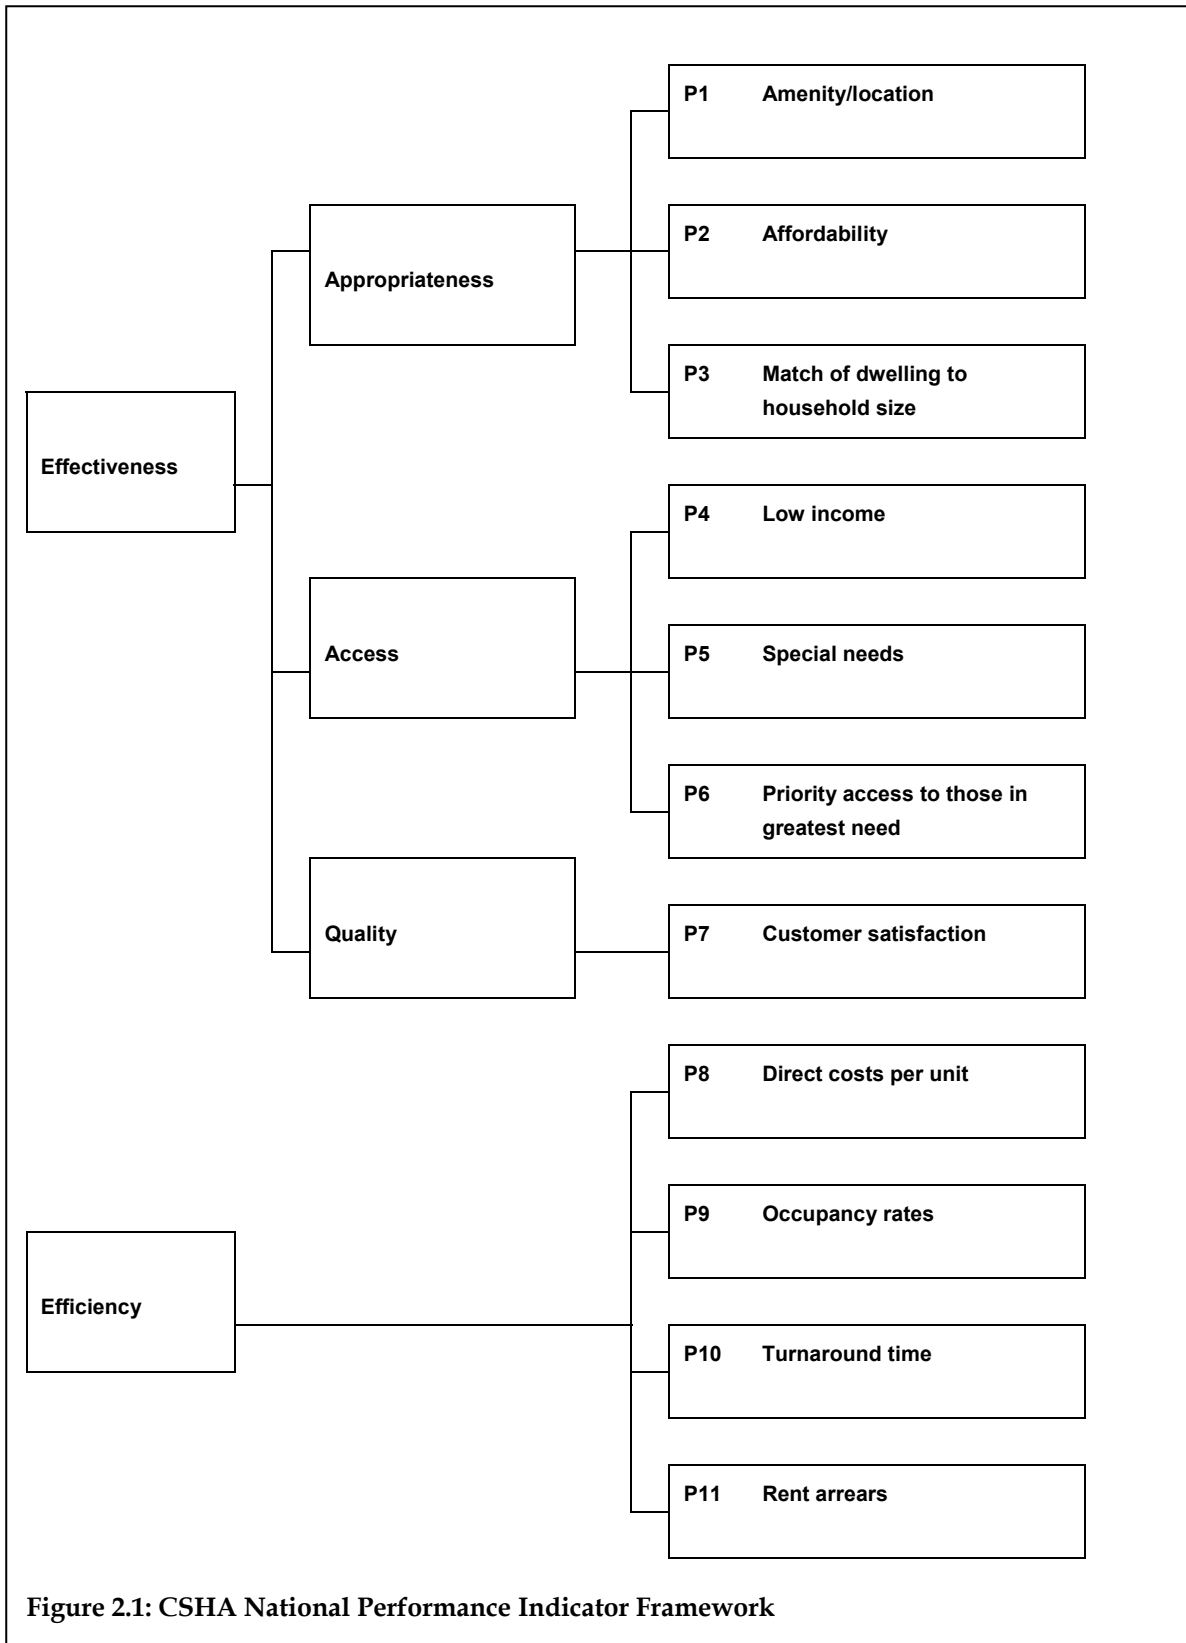 P1 Amenity/location
P2 Affordability
Appropriateness
P3 Match of dwelling to
household size
Effectiveness
P4 Low income
Access
P5 Special needs
P6 Priority access to those in
greatest need
Quality
P7 Customer satisfaction
P8 Direct costs per unit
P9 Occupancy rates
Efficiency
P10 Turnaround time
P11 Rent arrears
Figure 2.1: CSHA National Performance Indicator Framework